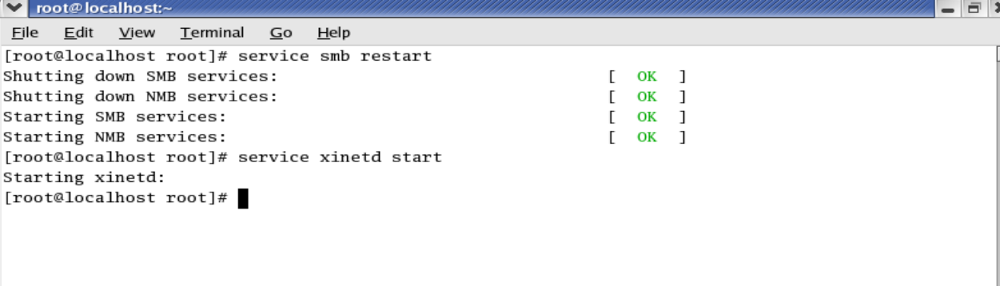 root@localhost:~
File Edit View Terminal Go Help
[root@localhost root]# service smb restart
Shutting down SMB services: [ OK ]
Shutting down NMB services: [ OK ]
Starting SMB services: [ OK ]
Starting NMB services: [ OK ]
[root@localhost root]# service xinetd start
Starting xinetd:
[root@localhost root]#